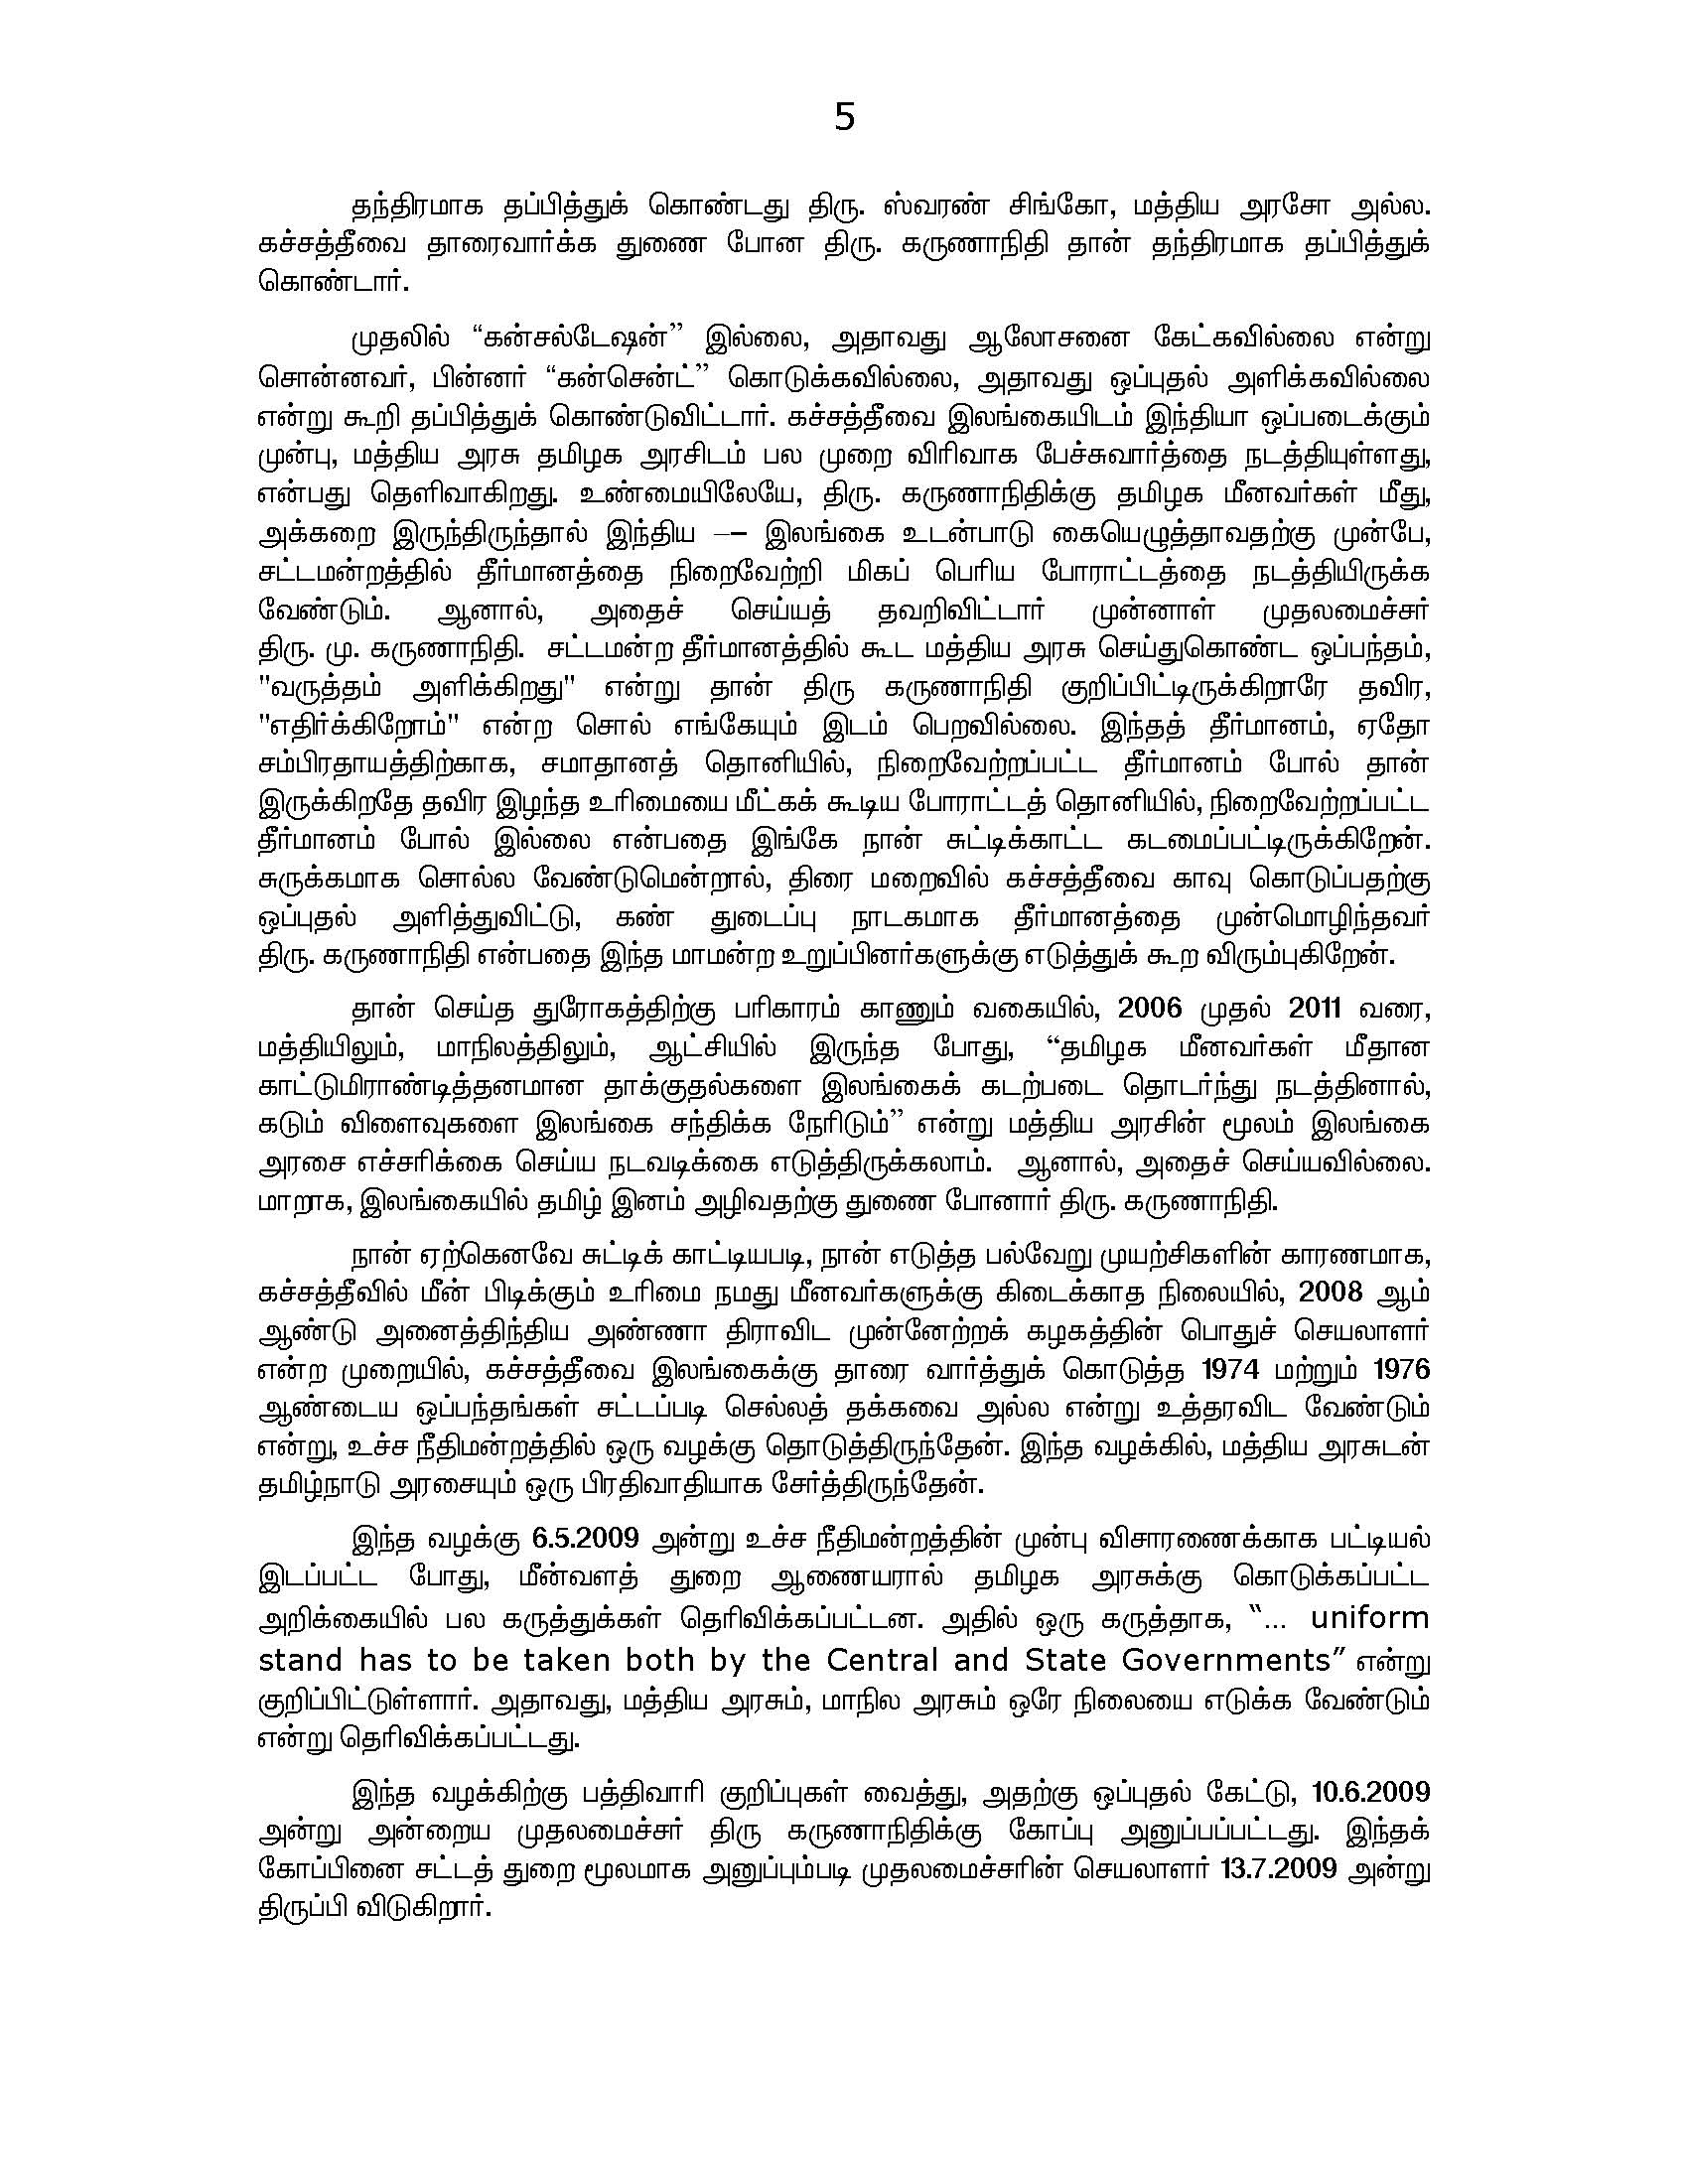 5
தந்திரமாக தப்பித்துக் கொண்டது திரு. ஸ்வரண் சிங்கோ, மத்திய அரசோ அல்ல.
கச்சத்தீவை தாரைவார்க்க துணை போன திரு. கருணாநிதி தான் தந்திரமாக தப்பித்துக்
கொண்டார்.
முதலில் “கன்சல்டேஷன்” இல்லை, அதாவது ஆலோசனை கேட்கவில்லை என்று
சொன்னவர், பின்னர் “கன்சென்ட்” கொடுக்கவில்லை, அதாவது ஒப்புதல் அளிக்கவில்லை
என்று கூறி தப்பித்துக் கொண்டுவிட்டார். கச்சத்தீவை இலங்கையிடம் இந்தியா ஒப்படைக்கும்
முன்பு, மத்திய அரசு தமிழக அரசிடம் பல முறை விரிவாக பேச்சுவார்த்தை நடத்தியுள்ளது,
என்பது தெளிவாகிறது. உண்மையிலேயே, திரு. கருணாநிதிக்கு தமிழக மீனவர்கள் மீது,
அக்கறை இருந்திருந்தால் இந்திய –– இலங்கை உடன்பாடு கையெழுத்தாவதற்கு முன்பே,
சட்டமன்றத்தில் தீர்மானத்தை நிறைவேற்றி மிகப் பெரிய போராட்டத்தை நடத்தியிருக்க
வேண்டும். ஆனால், அதைச் செய்யத் தவறிவிட்டார் முன்னாள் முதலமைச்சர்
திரு. மு. கருணாநிதி. சட்டமன்ற தீர்மானத்தில் கூட மத்திய அரசு செய்துகொண்ட ஒப்பந்தம்,
"வருத்தம் அளிக்கிறது" என்று தான் திரு கருணாநிதி குறிப்பிட்டிருக்கிறாரே தவிர,
"எதிர்க்கிறோம்" என்ற சொல் எங்கேயும் இடம் பெறவில்லை. இந்தத் தீர்மானம், ஏதோ
சம்பிரதாயத்திற்காக, சமாதானத் தொனியில், நிறைவேற்றப்பட்ட தீர்மானம் போல் தான்
இருக்கிறதே தவிர இழந்த உரிமையை மீட்கக் கூடிய போராட்டத் தொனியில், நிறைவேற்றப்பட்ட
தீர்மானம் போல் இல்லை என்பதை இங்கே நான் சுட்டிக்காட்ட கடமைப்பட்டிருக்கிறேன்.
சுருக்கமாக சொல்ல வேண்டுமென்றால், திரை மறைவில் கச்சத்தீவை காவு கொடுப்பதற்கு
ஒப்புதல் அளித்துவிட்டு, கண் துடைப்பு நாடகமாக தீர்மானத்தை முன்மொழிந்தவர்
திரு. கருணாநிதி என்பதை இந்த மாமன்ற உறுப்பினர்களுக்கு எடுத்துக் கூற விரும்புகிறேன்.
தான் செய்த துரோகத்திற்கு பரிகாரம் காணும் வகையில், 2006 முதல் 2011 வரை,
மத்தியிலும், மாநிலத்திலும், ஆட்சியில் இருந்த போது, “தமிழக மீனவர்கள் மீதான
காட்டுமிராண்டித்தனமான தாக்குதல்களை இலங்கைக் கடற்படை தொடர்ந்து நடத்தினால்,
கடும் விளைவுகளை இலங்கை சந்திக்க நேரிடும்” என்று மத்திய அரசின் மூலம் இலங்கை
அரசை எச்சரிக்கை செய்ய நடவடிக்கை எடுத்திருக்கலாம். ஆனால், அதைச் செய்யவில்லை.
மாறாக, இலங்கையில் தமிழ் இனம் அழிவதற்கு துணை போனார் திரு. கருணாநிதி.
நான் ஏற்கெனவே சுட்டிக் காட்டியபடி, நான் எடுத்த பல்வேறு முயற்சிகளின் காரணமாக,
கச்சத்தீவில் மீன் பிடிக்கும் உரிமை நமது மீனவர்களுக்கு கிடைக்காத நிலையில், 2008 ஆம்
ஆண்டு அனைத்திந்திய அண்ணா திராவிட முன்னேற்றக் கழகத்தின் பொதுச் செயலாளர்
என்ற முறையில், கச்சத்தீவை இலங்கைக்கு தாரை வார்த்துக் கொடுத்த 1974 மற்றும் 1976
ஆண்டைய ஒப்பந்தங்கள் சட்டப்படி செல்லத் தக்கவை அல்ல என்று உத்தரவிட வேண்டும்
என்று, உச்ச நீதிமன்றத்தில் ஒரு வழக்கு தொடுத்திருந்தேன். இந்த வழக்கில், மத்திய அரசுடன்
தமிழ்நாடு அரசையும் ஒரு பிரதிவாதியாக சேர்த்திருந்தேன்.
இந்த வழக்கு 6.5.2009 அன்று உச்ச நீதிமன்றத்தின் முன்பு விசாரணைக்காக பட்டியல்
இடப்பட்ட போது, மீன்வளத் துறை ஆணையரால் தமிழக அரசுக்கு கொடுக்கப்பட்ட
அறிக்கையில் பல கருத்துக்கள் தெரிவிக்கப்பட்டன. அதில் ஒரு கருத்தாக, “… uniform
stand has to be taken both by the Central and State Governments” என்று
குறிப்பிட்டுள்ளார். அதாவது, மத்திய அரசும், மாநில அரசும் ஒரே நிலையை எடுக்க வேண்டும்
என்று தெரிவிக்கப்பட்டது.
இந்த வழக்கிற்கு பத்திவாரி குறிப்புகள் வைத்து, அதற்கு ஒப்புதல் கேட்டு, 10.6.2009
அன்று அன்றைய முதலமைச்சர் திரு கருணாநிதிக்கு கோப்பு அனுப்பப்பட்டது. இந்தக்
கோப்பினை சட்டத் துறை மூலமாக அனுப்பும்படி முதலமைச்சரின் செயலாளர் 13.7.2009 அன்று
திருப்பி விடுகிறார்.